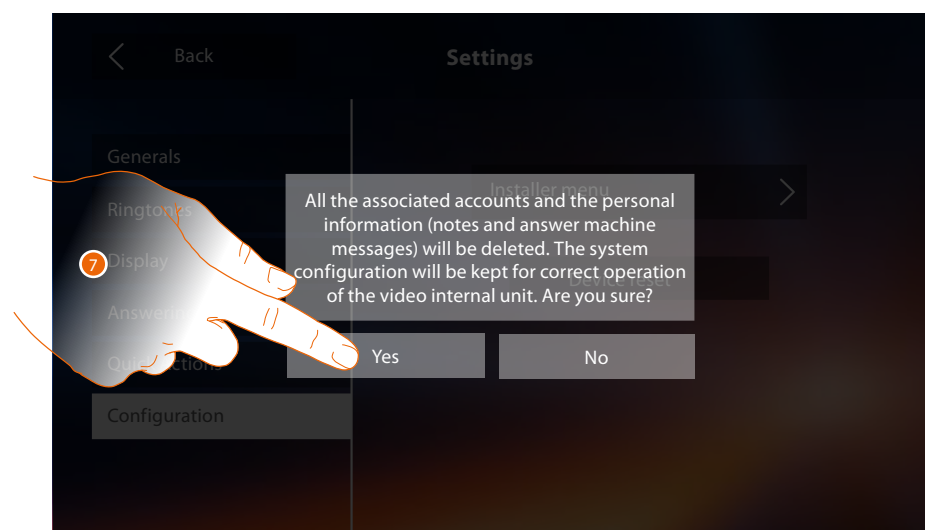 Back
Settings
Generals
Ringtones
Display
Configuration
Installer menu
Device reset
All the associated accounts and the personal
information (notes and answer machine
messages) will be deleted. The system
configuration will be kept for correct operation
of the video internal unit. Are you sure?
Yes
No
7